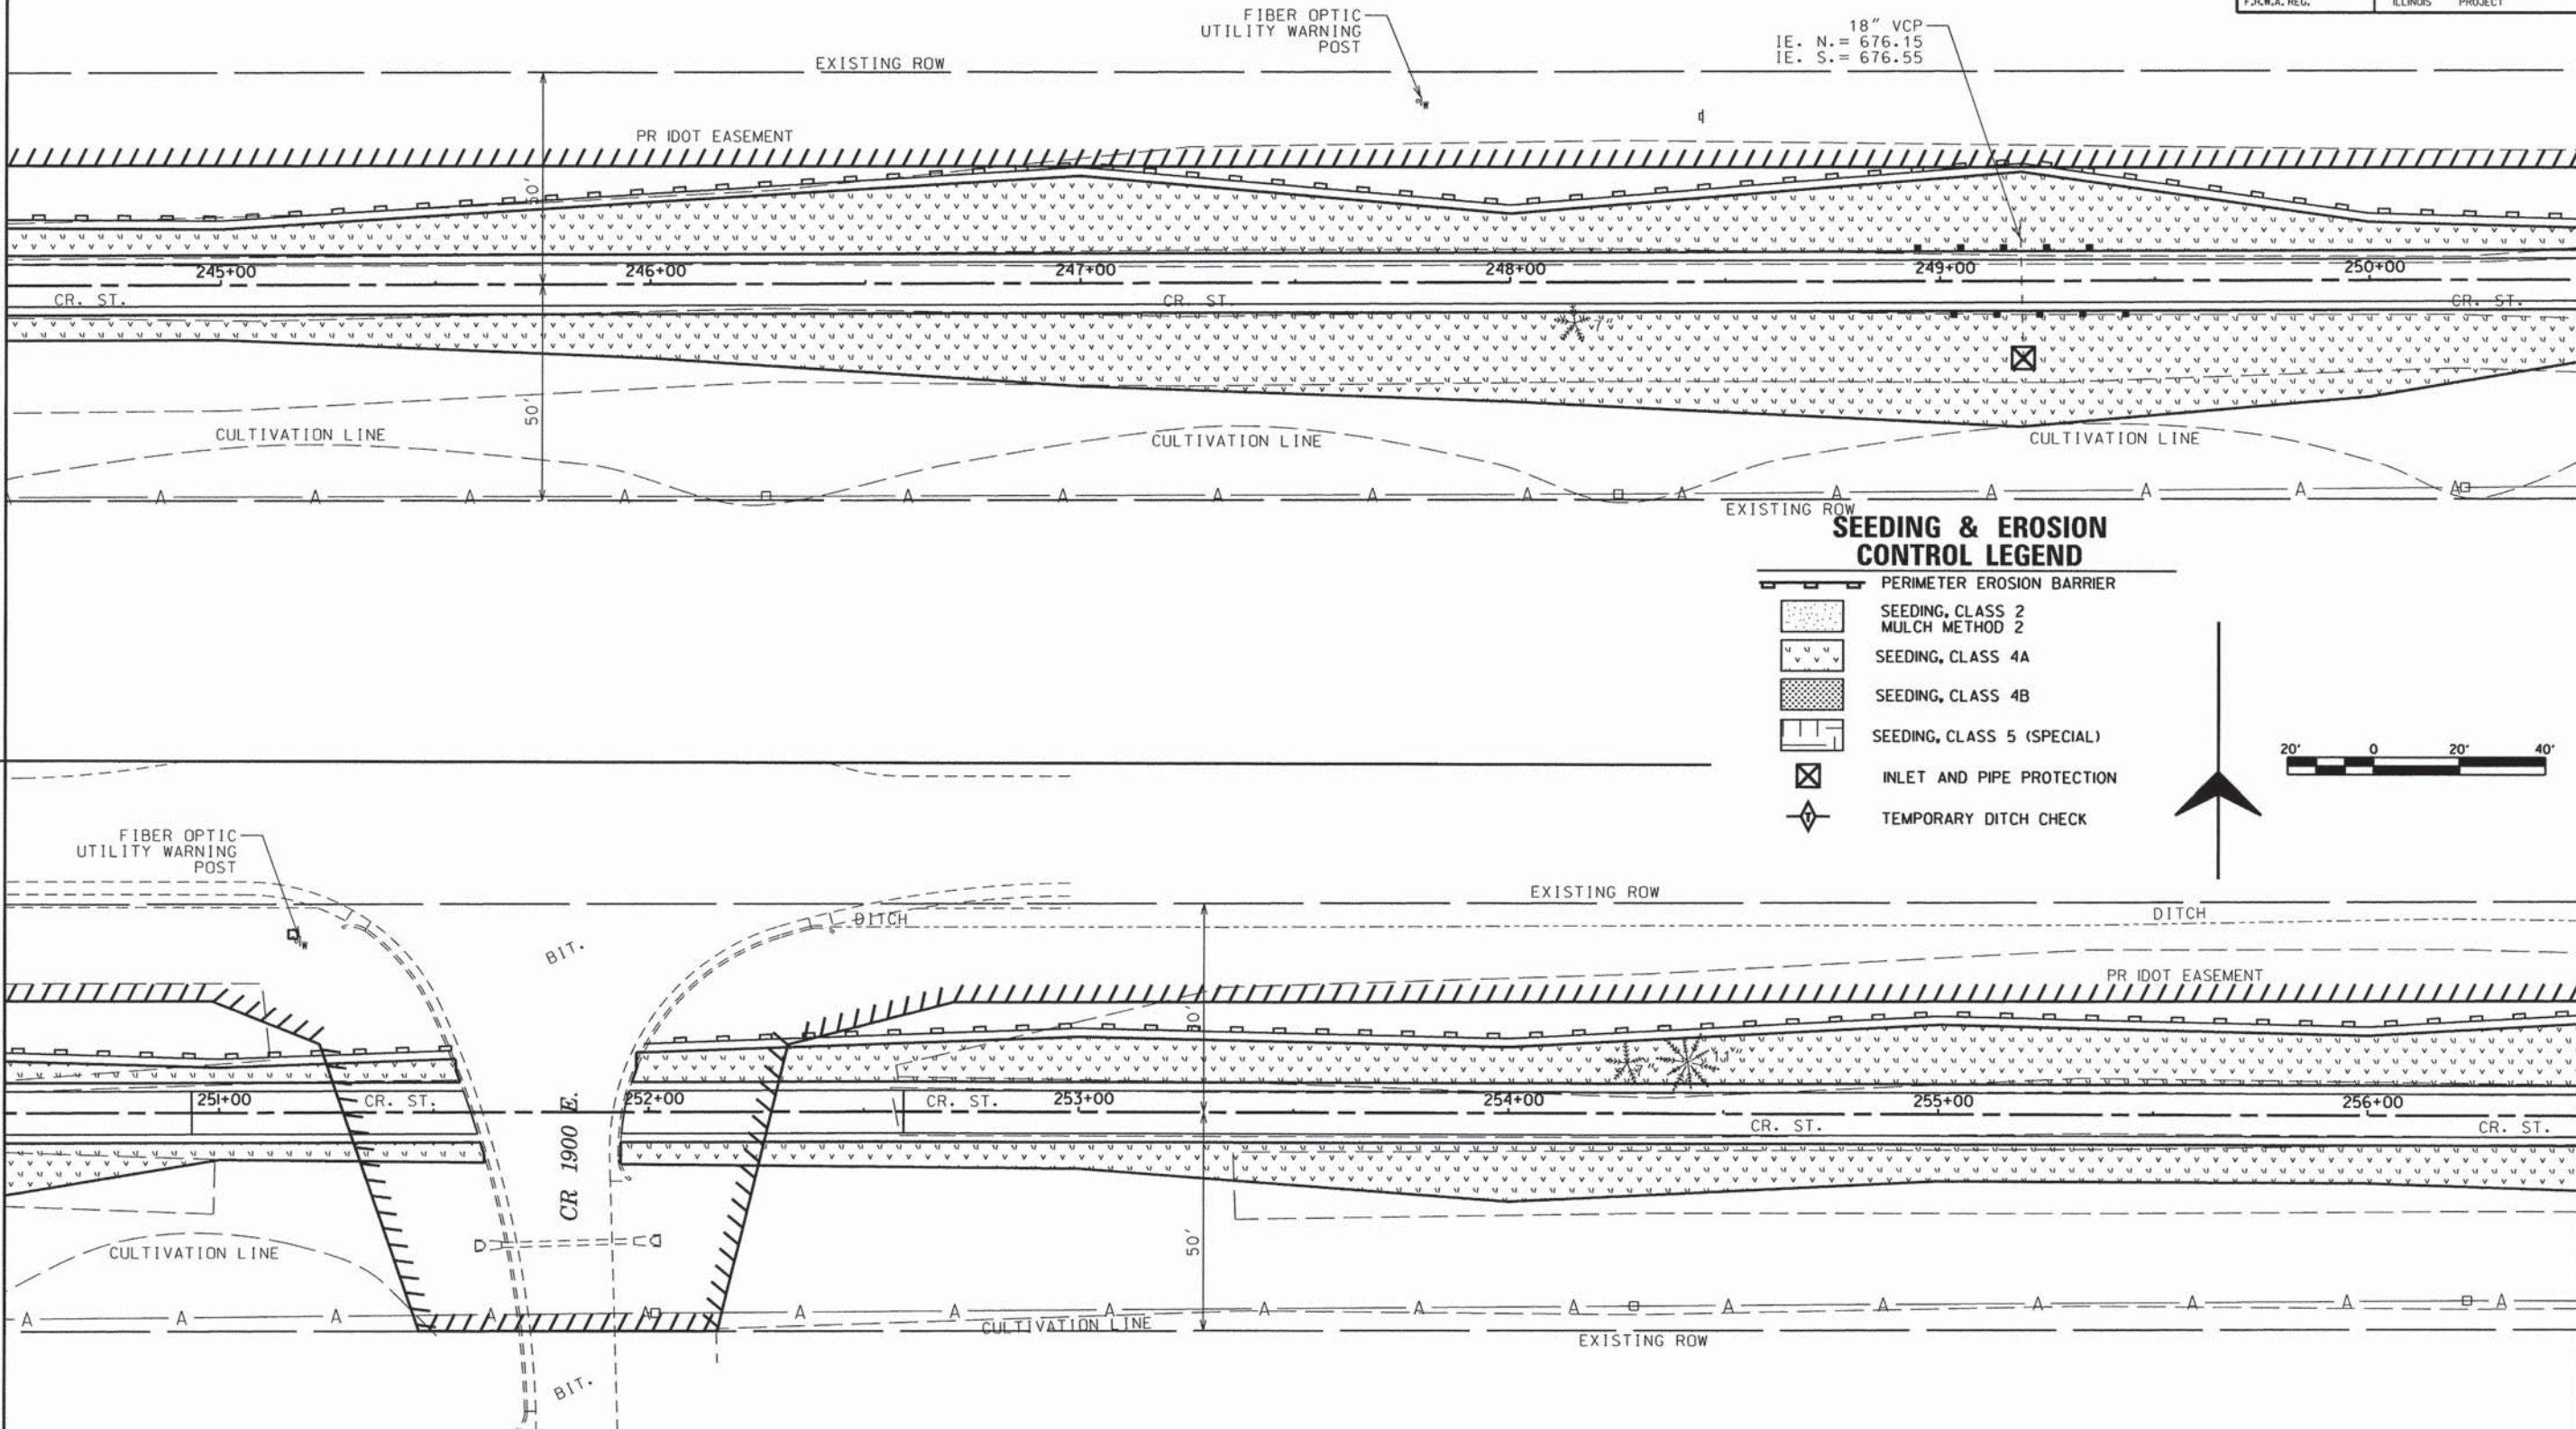 F.H.W.A. REG. ILLINOIS PROJECT
FIBER OPTIC
UTILITY WARNING
POST
18" VCP
IE. N.= 676.15
IE. S.= 676.55
EXISTING ROW
PR IDOT EASEMENT
50'
245+00 246+00 247+00 248+00 249+00 250+00
CR. ST. CR. ST. CR. ST.
7"
50'
CULTIVATION LINE CULTIVATION LINE CULTIVATION LINE
A A A A A A A A A A A A A A A
EXISTING ROW
SEEDING & EROSION
CONTROL LEGEND
PERIMETER EROSION BARRIER
SEEDING, CLASS 2
MULCH METHOD 2
SEEDING, CLASS 4A
SEEDING, CLASS 4B
SEEDING, CLASS 5 (SPECIAL)
INLET AND PIPE PROTECTION
T TEMPORARY DITCH CHECK
20' 0 20' 40'
FIBER OPTIC
UTILITY WARNING
POST
EXISTING ROW
DITCH DITCH
BIT.
PR IDOT EASEMENT
7" 11"
251+00 252+00 253+00 254+00 255+00 256+00
CR. ST. CR. ST. CR. ST. CR. ST.
CR 1900 E.
50'
CULTIVATION LINE
A A A A A A A A A A A A A A A A A
CULTIVATION LINE
EXISTING ROW
BIT.